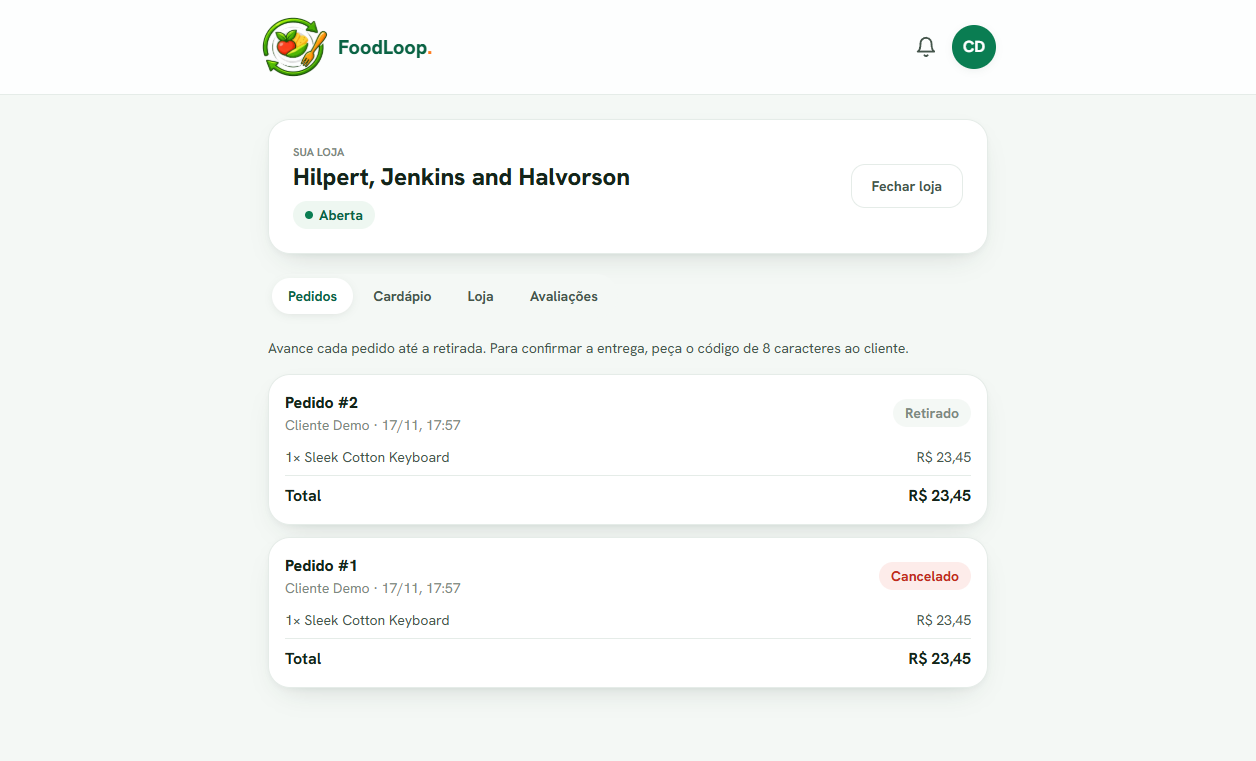 FoodLoop.
CD
SUA LOJA
Hilpert, Jenkins and Halvorson
Aberta
Fechar loja
Pedidos
Cardápio
Loja
Avaliações
Avance cada pedido até a retirada. Para confirmar a entrega, peça o código de 8 caracteres ao cliente.
Pedido #2
Retirado
Cliente Demo · 17/11, 17:57
1× Sleek Cotton Keyboard R$ 23,45
Total R$ 23,45
Pedido #1
Cancelado
Cliente Demo · 17/11, 17:57
1× Sleek Cotton Keyboard R$ 23,45
Total R$ 23,45